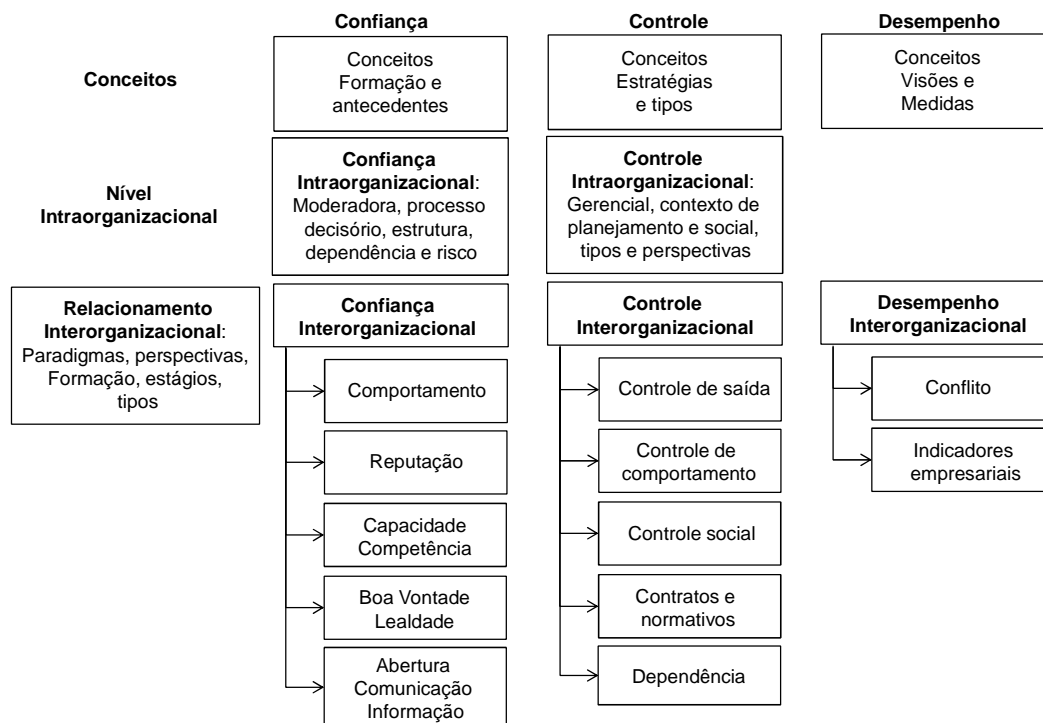 Confiança
Controle
Desempenho
Conceitos
Conceitos
Formação e
antecedentes
Conceitos
Estratégias
e tipos
Conceitos
Visões e
Medidas
Nível
Intraorganizacional
Confiança
Intraorganizacional:
Moderadora, processo
decisório, estrutura,
dependência e risco
Controle
Intraorganizacional:
Gerencial, contexto de
planejamento e social,
tipos e perspectivas
Relacionamento
Interorganizacional:
Paradigmas, perspectivas,
Formação, estágios,
tipos
Confiança
Interorganizacional
Comportamento
Reputação
Capacidade
Competência
Boa Vontade
Lealdade
Abertura
Comunicação
Informação
Controle
Interorganizacional
Controle de saída
Controle de
comportamento
Controle social
Contratos e
normativos
Dependência
Desempenho
Interorganizacional
Conflito
Indicadores
empresariais